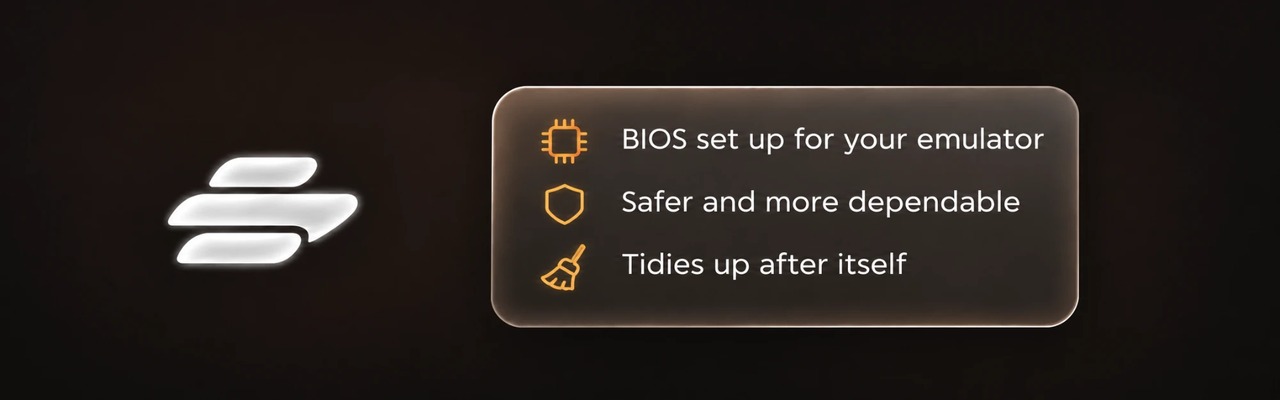 BIOS set up for your emulator
Safer and more dependable
Tidies up after itself